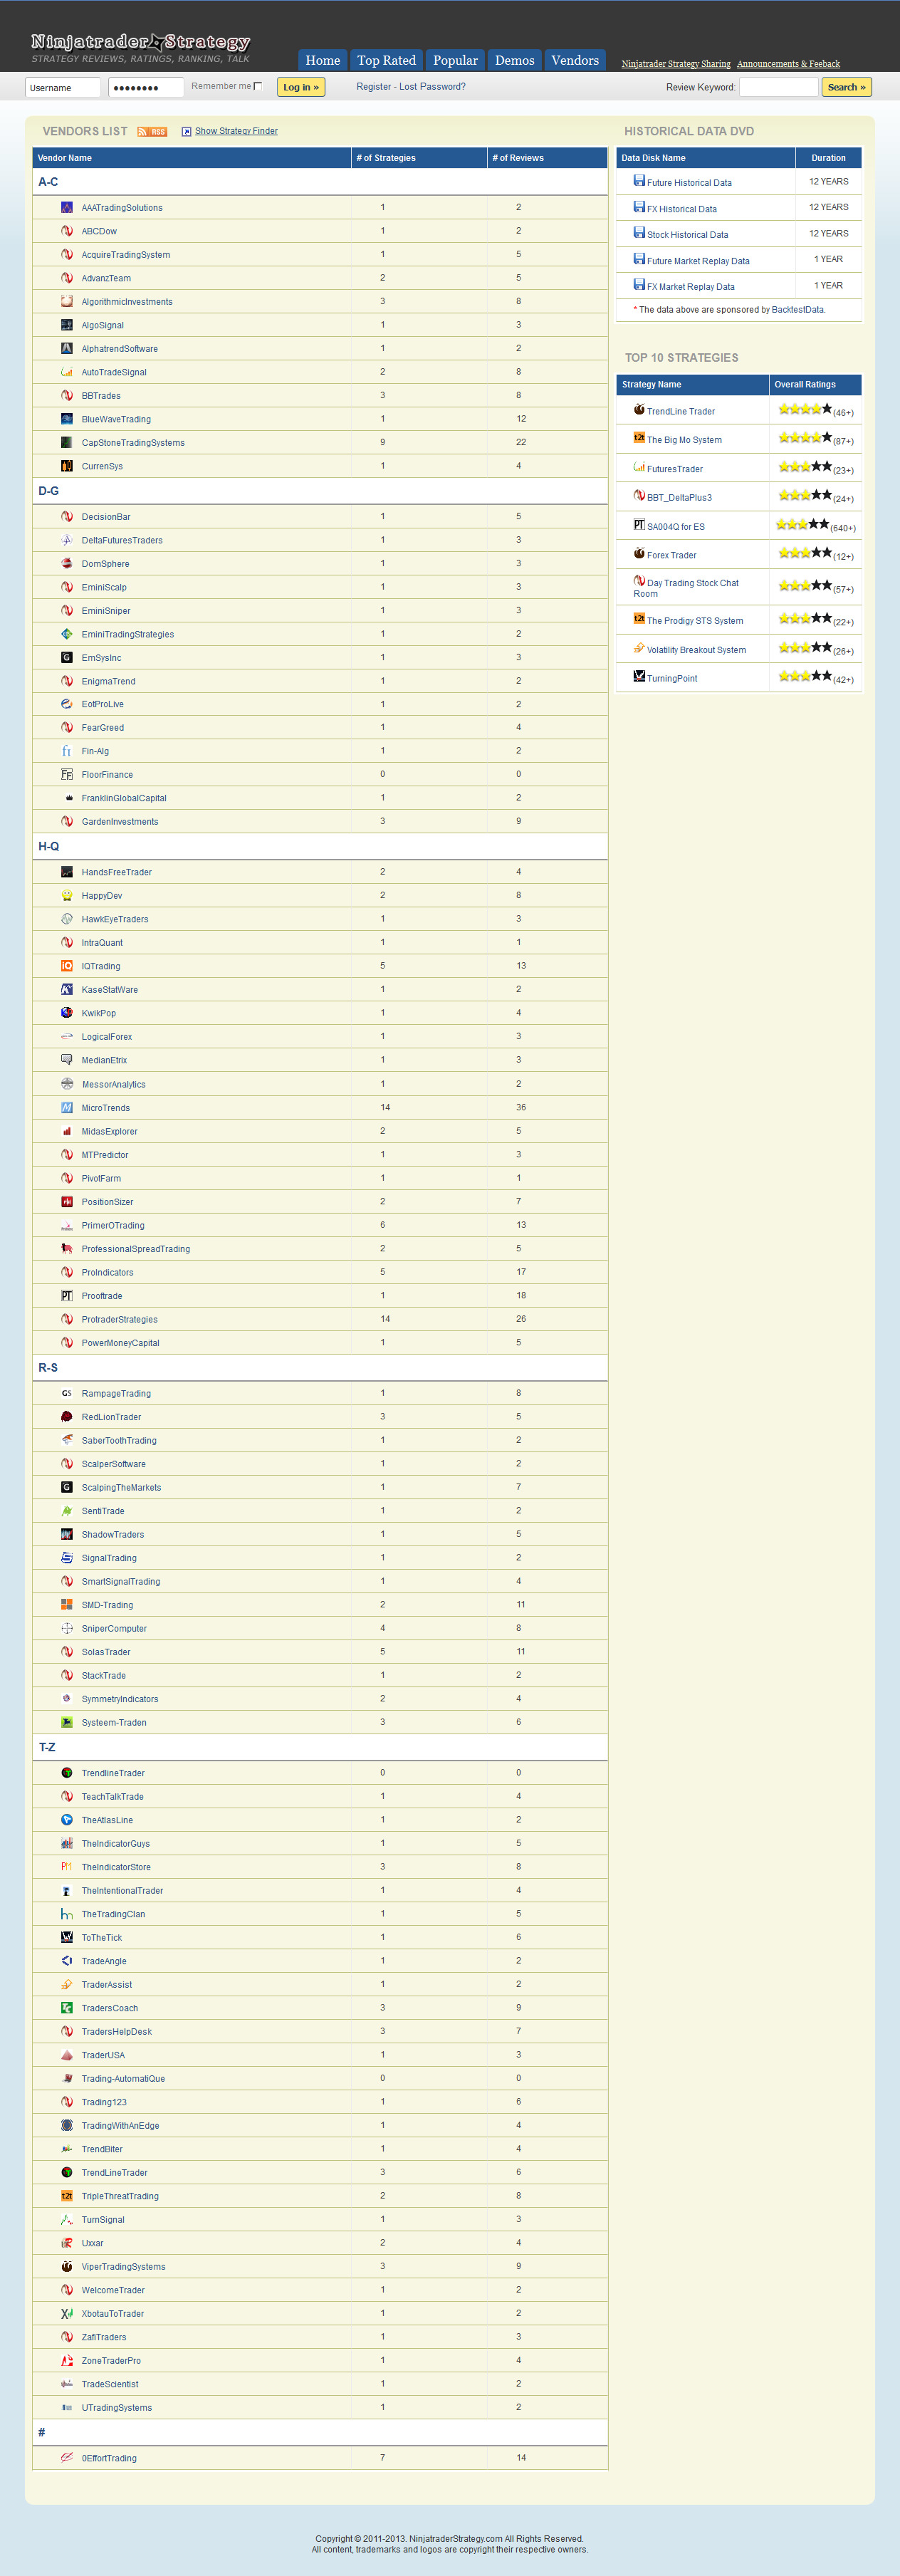 Ninjatrader Strategy
STRATEGY REVIEWS, RATINGS, RANKING, TALK
Home Top Rated Popular Demos Vendors Ninjatrader Strategy Sharing Announcements & Feeback
Username Remember me Log in » Register - Lost Password? Review Keyword: Search »
VENDORS LIST RSS Show Strategy Finder
Vendor Name # of Strategies # of Reviews
A-C
AAATradingSolutions 1 2
ABCDow 1 2
AcquireTradingSystem 1 5
AdvanzTeam 2 5
AlgorithmicInvestments 3 8
AlgoSignal 1 3
AlphatrendSoftware 1 2
AutoTradeSignal 2 8
BBTrades 3 8
BlueWaveTrading 1 12
CapStoneTradingSystems 9 22
CurrenSys 1 4
D-G
DecisionBar 1 5
DeltaFuturesTraders 1 3
DomSphere 1 3
EminiScalp 1 3
EminiSniper 1 3
EminiTradingStrategies 1 2
EmSysInc 1 3
EnigmaTrend 1 2
EotProLive 1 2
FearGreed 1 4
Fin-Alg 1 2
FloorFinance 0 0
FranklinGlobalCapital 1 2
GardenInvestments 3 9
H-Q
HandsFreeTrader 2 4
HappyDev 2 8
HawkEyeTraders 1 3
IntraQuant 1 1
IQTrading 5 13
KaseStatWare 1 2
KwikPop 1 4
LogicalForex 1 3
MedianEtrix 1 3
MessorAnalytics 1 2
MicroTrends 14 36
MidasExplorer 2 5
MTPredictor 1 3
PivotFarm 1 1
PositionSizer 2 7
PrimerOTrading 6 13
ProfessionalSpreadTrading 2 5
ProIndicators 5 17
Prooftrade 1 18
ProtraderStrategies 14 26
PowerMoneyCapital 1 5
R-S
RampageTrading 1 8
RedLionTrader 3 5
SaberToothTrading 1 2
ScalperSoftware 1 2
ScalpingTheMarkets 1 7
SentiTrade 1 2
ShadowTraders 1 5
SignalTrading 1 2
SmartSignalTrading 1 4
SMD-Trading 2 11
SniperComputer 4 8
SolasTrader 5 11
StackTrade 1 2
SymmetryIndicators 2 4
Systeem-Traden 3 6
T-Z
TrendlineTrader 0 0
TeachTalkTrade 1 4
TheAtlasLine 1 2
TheIndicatorGuys 1 5
TheIndicatorStore 3 8
TheIntentionalTrader 1 4
TheTradingClan 1 5
ToTheTick 1 6
TradeAngle 1 2
TraderAssist 1 2
TradersCoach 3 9
TradersHelpDesk 3 7
TraderUSA 1 3
Trading-AutomatiQue 0 0
Trading123 1 6
TradingWithAnEdge 1 4
TrendBiter 1 4
TrendLineTrader 3 6
TripleThreatTrading 2 8
TurnSignal 1 3
Uxxar 2 4
ViperTradingSystems 3 9
WelcomeTrader 1 2
XbotauToTrader 1 2
ZafiTraders 1 3
ZoneTraderPro 1 4
TradeScientist 1 2
UTradingSystems 1 2
#
0EffortTrading 7 14
HISTORICAL DATA DVD
Data Disk Name Duration
Future Historical Data 12 YEARS
FX Historical Data 12 YEARS
Stock Historical Data 12 YEARS
Future Market Replay Data 1 YEAR
FX Market Replay Data 1 YEAR
* The data above are sponsored by BacktestData.
TOP 10 STRATEGIES
Strategy Name Overall Ratings
TrendLine Trader (46+)
The Big Mo System (87+)
FuturesTrader (23+)
BBT_DeltaPlus3 (24+)
SA004Q for ES (640+)
Forex Trader (12+)
Day Trading Stock Chat
Room (57+)
The Prodigy STS System (22+)
Volatility Breakout System (26+)
TurningPoint (42+)
Copyright © 2011-2013. NinjatraderStrategy.com All Rights Reserved.
All content, trademarks and logos are copyright their respective owners.